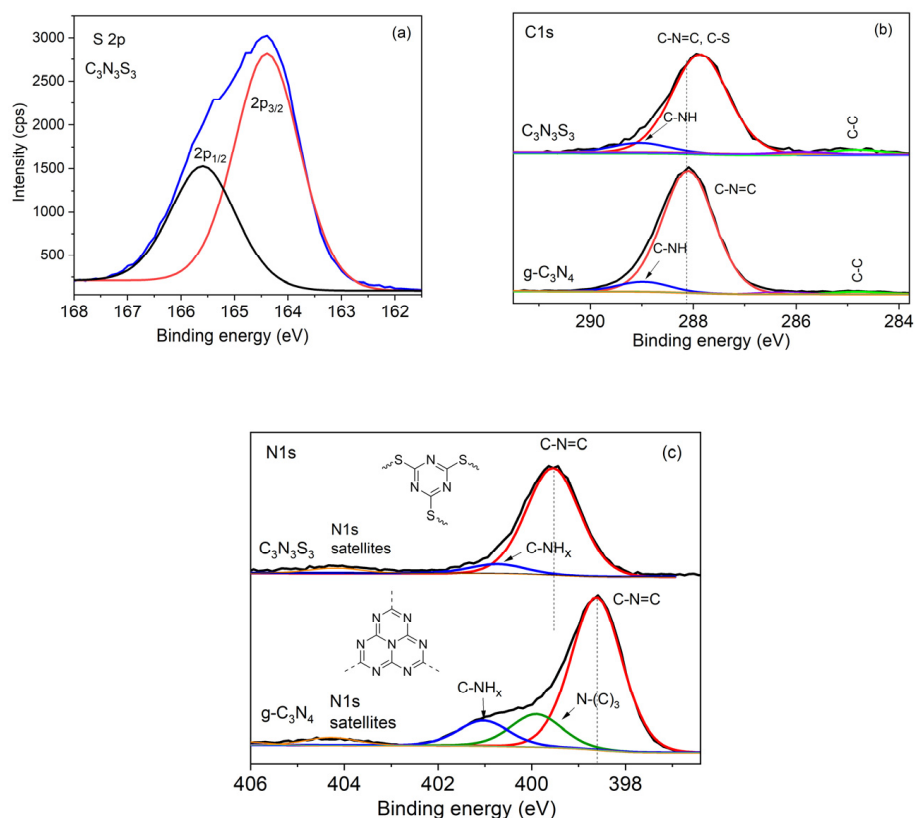 (a)
S 2p
C₃N₃S₃
2p₃/₂
2p₁/₂
Intensity (cps)
3000
2500
2000
1500
1000
500
168 167 166 165 164 163 162
Binding energy (eV)
C1s
(b)
C-N=C, C-S
C-NH
C-C
C₃N₃S₃
C-N=C
C-NH
C-C
g-C₃N₄
290 288 286 284
Binding energy (eV)
N1s
(c)
C-N=C
S S
N N
N
S
N1s
satellites
C₃N₃S₃
C-NHₓ
C-N=C
N N
N N N
N N
C-NHₓ
N-(C)₃
N1s
satellites
g-C₃N₄
406 404 402 400 398
Binding energy (eV)